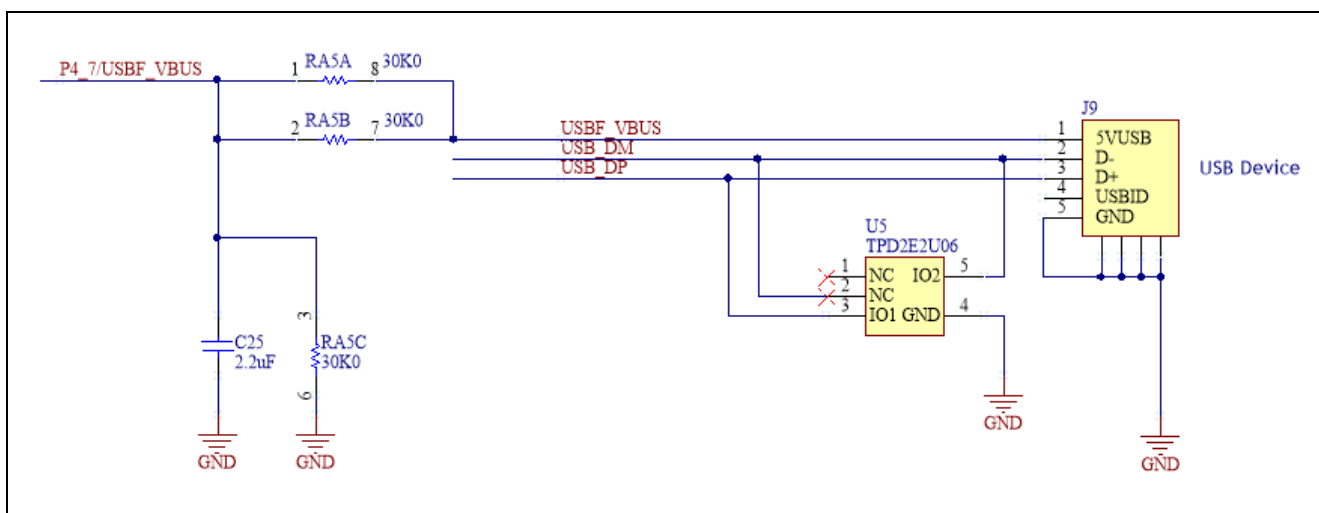 P4_7/USBF_VBUS
1 RA5A 8 30K0
2 RA5B 7 30K0
USBF_VBUS
USB_DM
USB_DP
J9
1 5VUSB
2 D-
3 D+
4 USBID
5 GND
USB Device
U5
TPD2E2U06
1 NC IO2 5
2 NC
3 IO1 GND 4
C25
2.2uF
3
RA5C
30K0
6
GND
GND
GND
GND